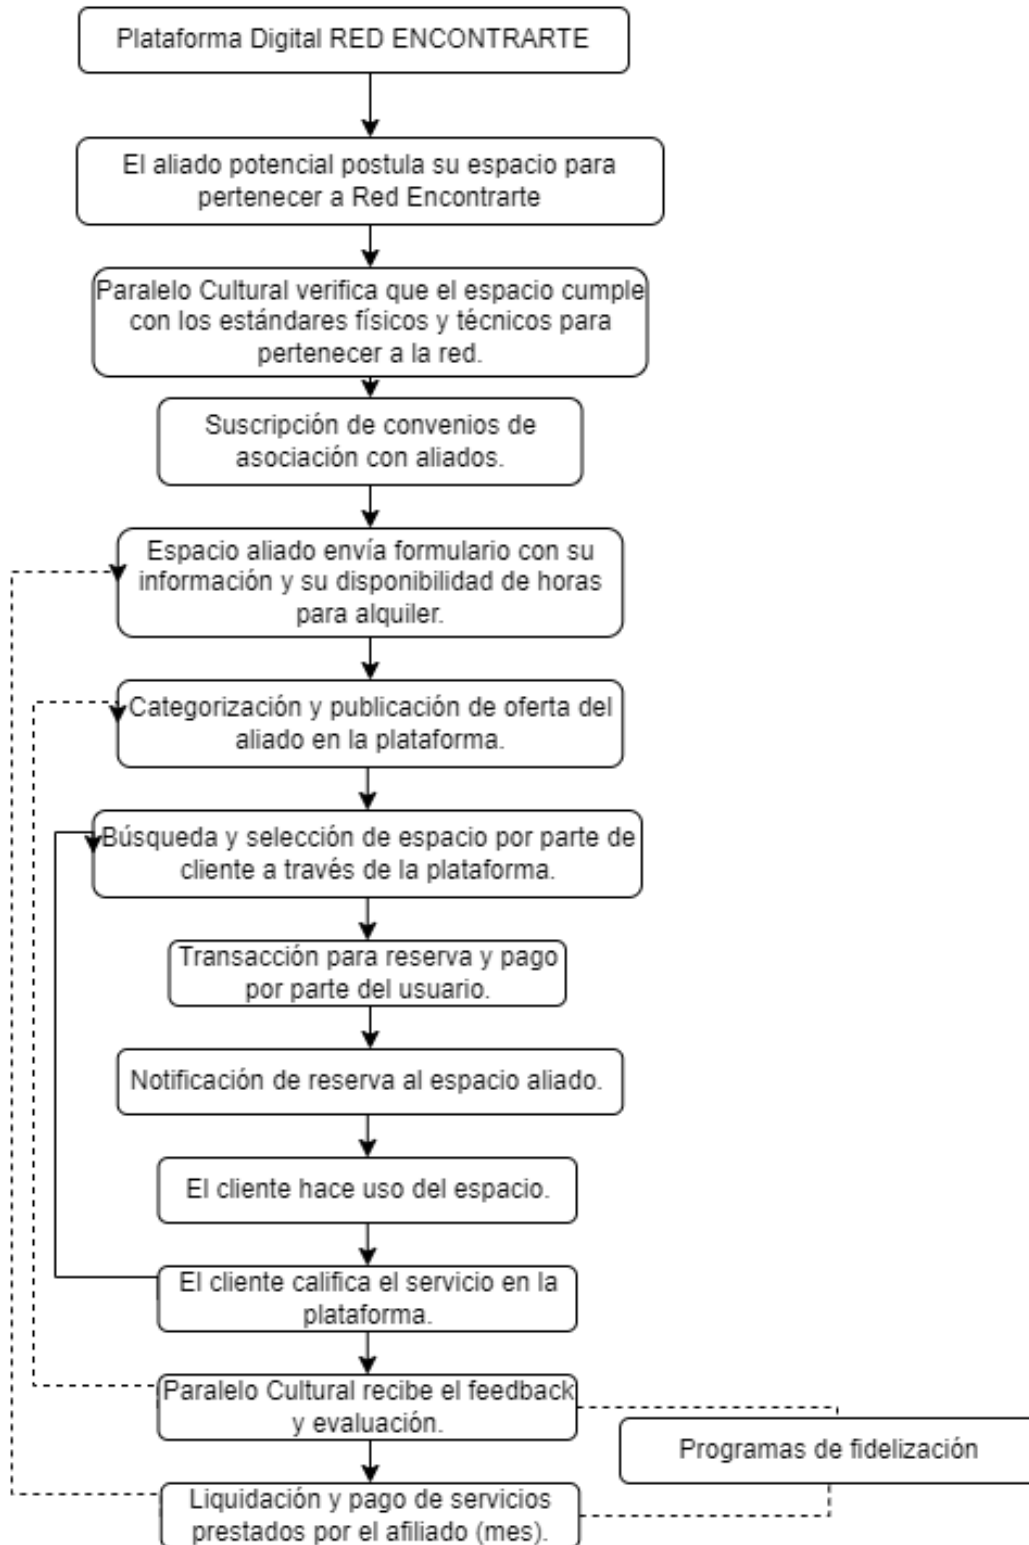 Plataforma Digital RED ENCONTRARTE
El aliado potencial postula su espacio para
pertenecer a Red Encontrarte
Paralelo Cultural verifica que el espacio cumple
con los estándares físicos y técnicos para
pertenecer a la red.
Suscripción de convenios de
asociación con aliados.
Espacio aliado envía formulario con su
información y su disponibilidad de horas
para alquiler.
Categorización y publicación de oferta del
aliado en la plataforma.
Búsqueda y selección de espacio por parte de
cliente a través de la plataforma.
Transacción para reserva y pago
por parte del usuario.
Notificación de reserva al espacio aliado.
El cliente hace uso del espacio.
El cliente califica el servicio en la
plataforma.
Paralelo Cultural recibe el feedback
y evaluación.
Programas de fidelización
Liquidación y pago de servicios
prestados por el afiliado (mes).